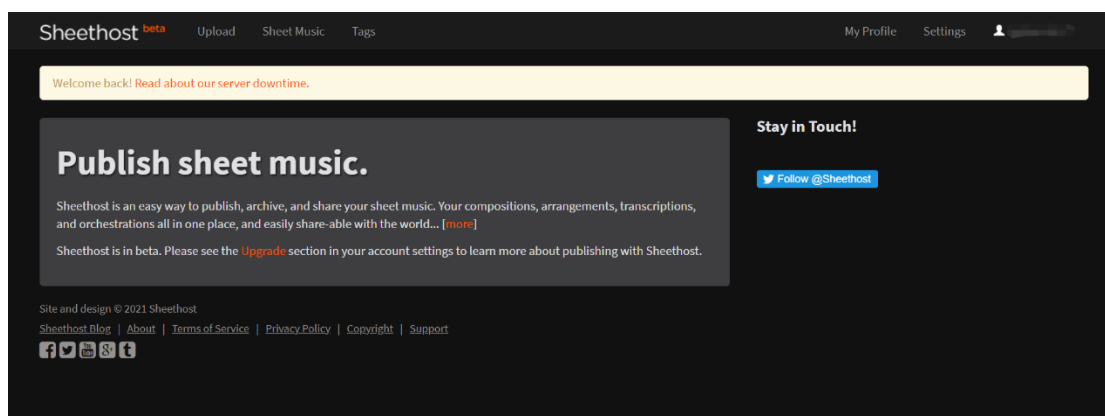 Sheethost beta Upload Sheet Music Tags My Profile Settings
Welcome back! Read about our server downtime.
Publish sheet music.
Sheethost is an easy way to publish, archive, and share your sheet music. Your compositions, arrangements, transcriptions,
and orchestrations all in one place, and easily share-able with the world... [more]
Sheethost is in beta. Please see the Upgrade section in your account settings to learn more about publishing with Sheethost.
Stay in Touch!
Follow @Sheethost
Site and design © 2021 Sheethost
Sheethost Blog | About | Terms of Service | Privacy Policy | Copyright | Support